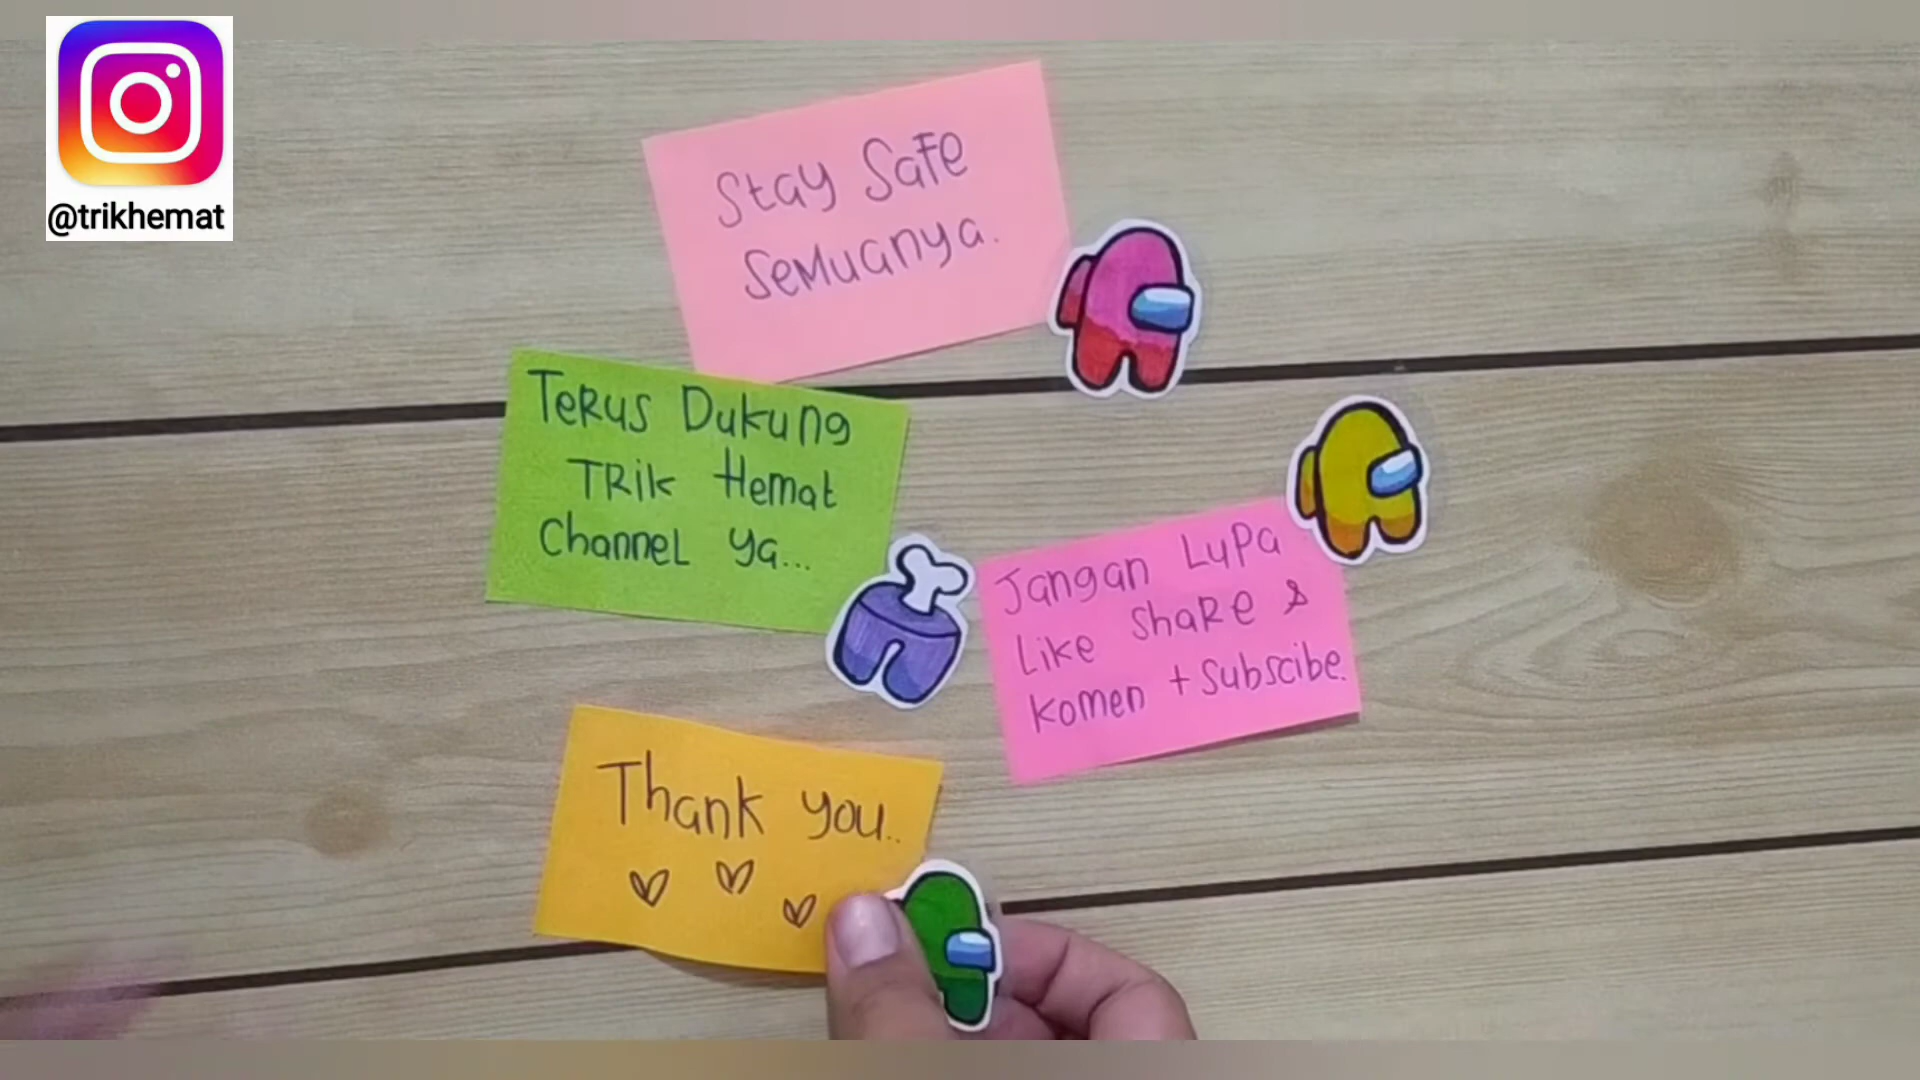 @trikhemat
Stay Safe
Semuanya.
Terus Dukung
Trik Hemat
Channel ya...
Jangan Lupa
Like Share &
Komen + Subscibe.
Thank you..